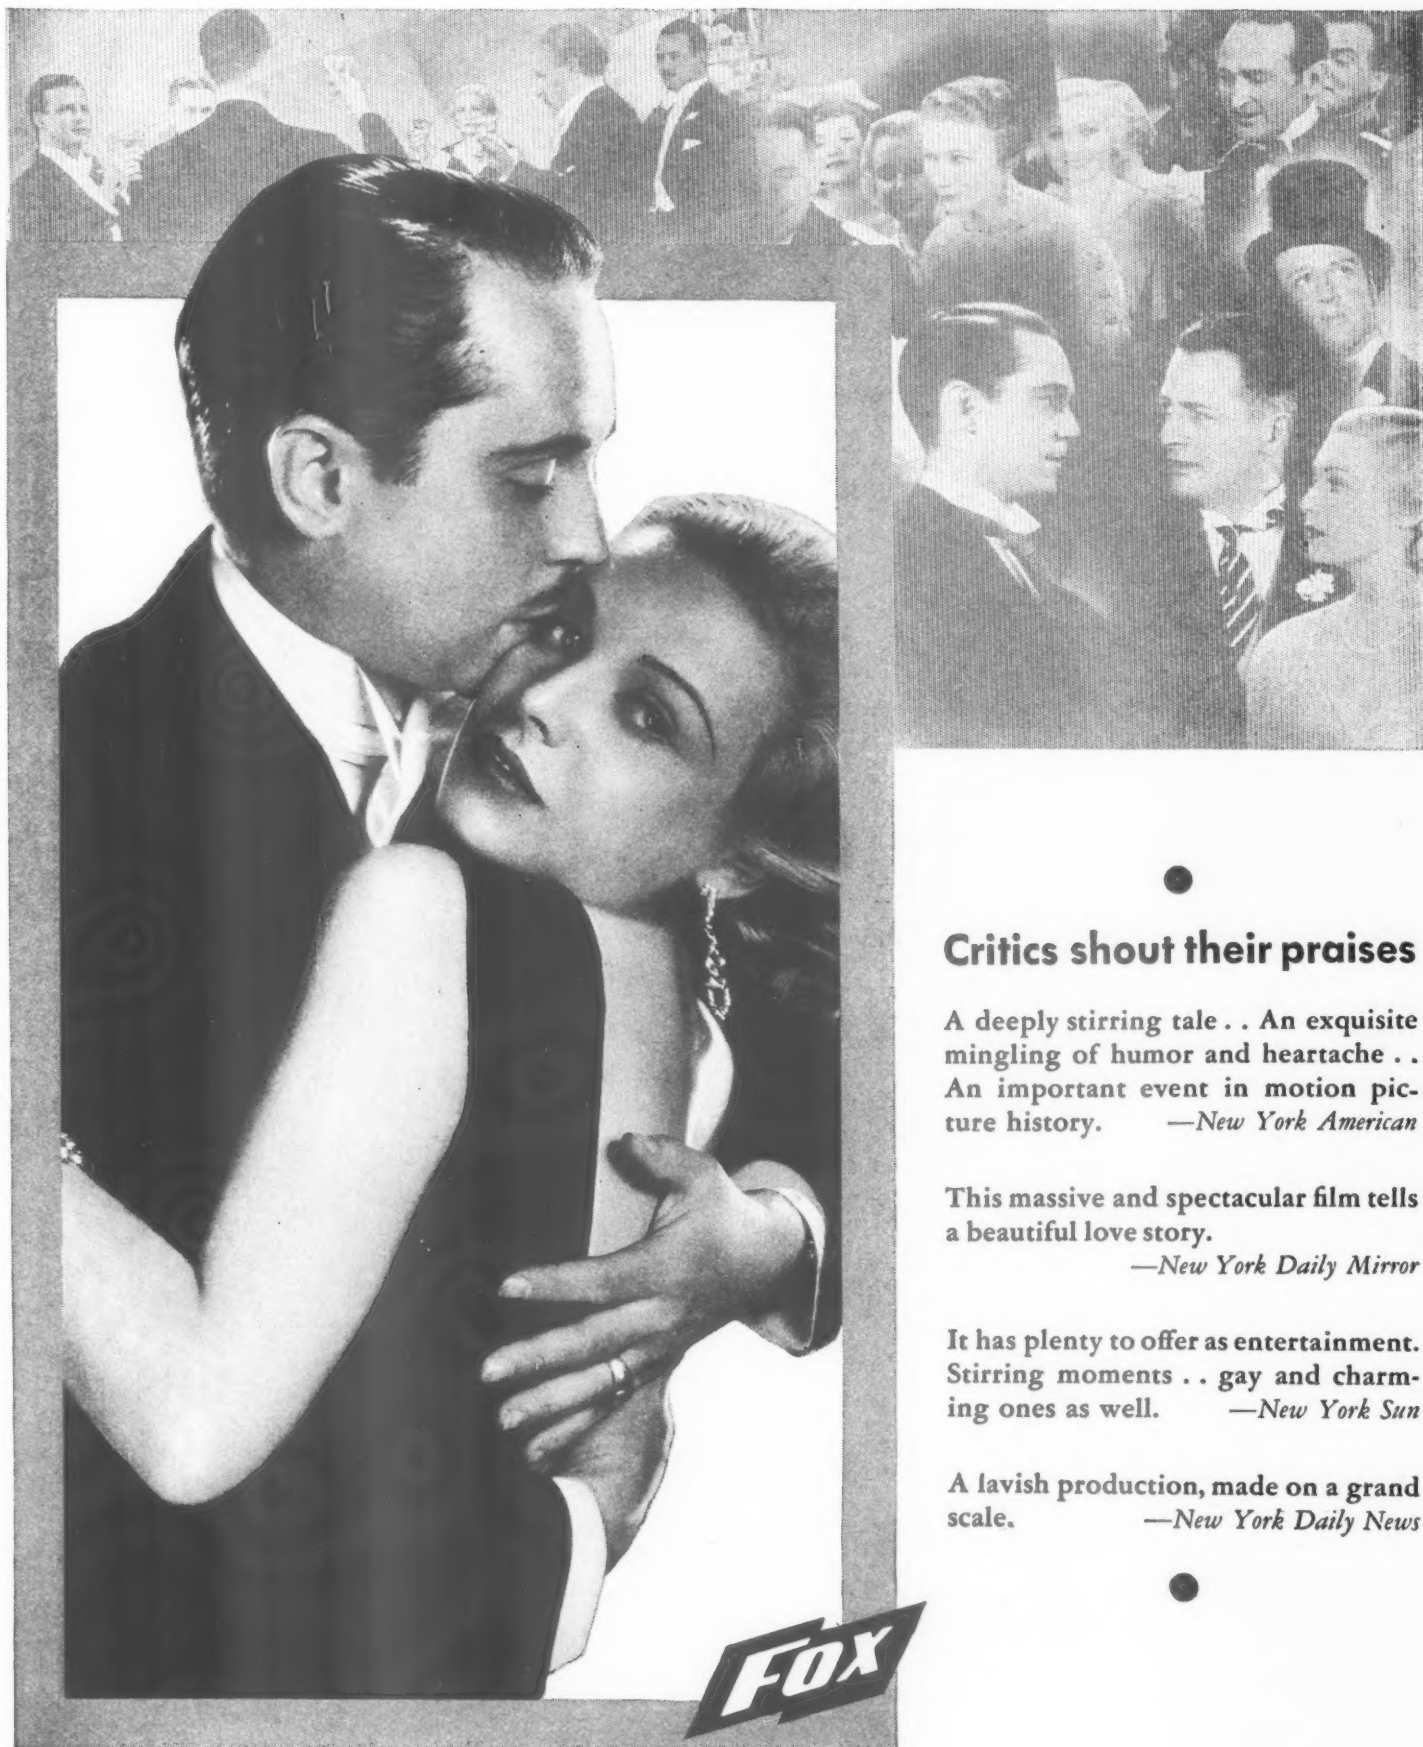 Critics shout their praises
A deeply stirring tale . . An exquisite
mingling of humor and heartache . .
An important event in motion pic-
ture history. —New York American
This massive and spectacular film tells
a beautiful love story.
—New York Daily Mirror
It has plenty to offer as entertainment.
Stirring moments . . gay and charm-
ing ones as well. —New York Sun
A lavish production, made on a grand
scale. —New York Daily News
FOX